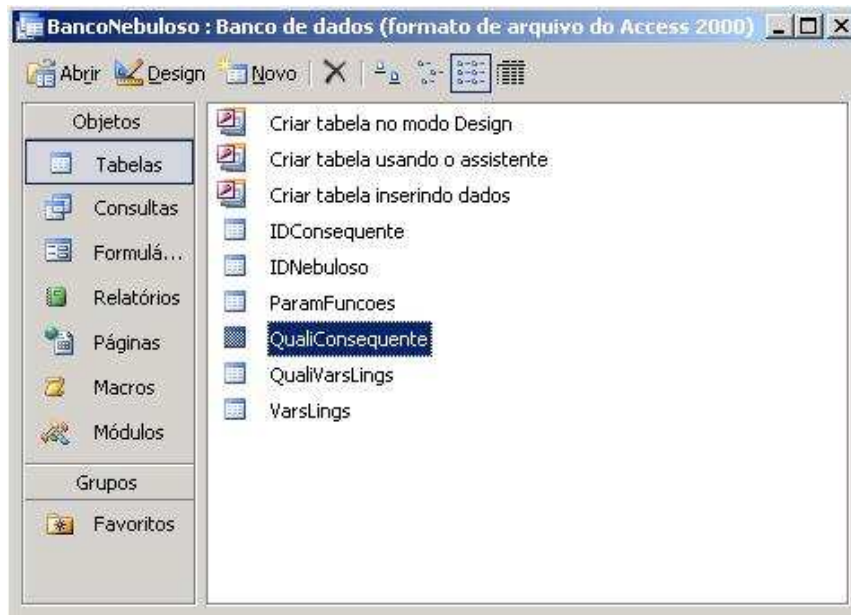 BancoNebuloso : Banco de dados (formato de arquivo do Access 2000)
Abrir Design Novo
Objetos
Tabelas
Consultas
Formulá...
Relatórios
Páginas
Macros
Módulos
Grupos
Favoritos
Criar tabela no modo Design
Criar tabela usando o assistente
Criar tabela inserindo dados
IDConsequente
IDNebuloso
ParamFuncoes
QualiConsequente
QualiVarsLings
VarsLings